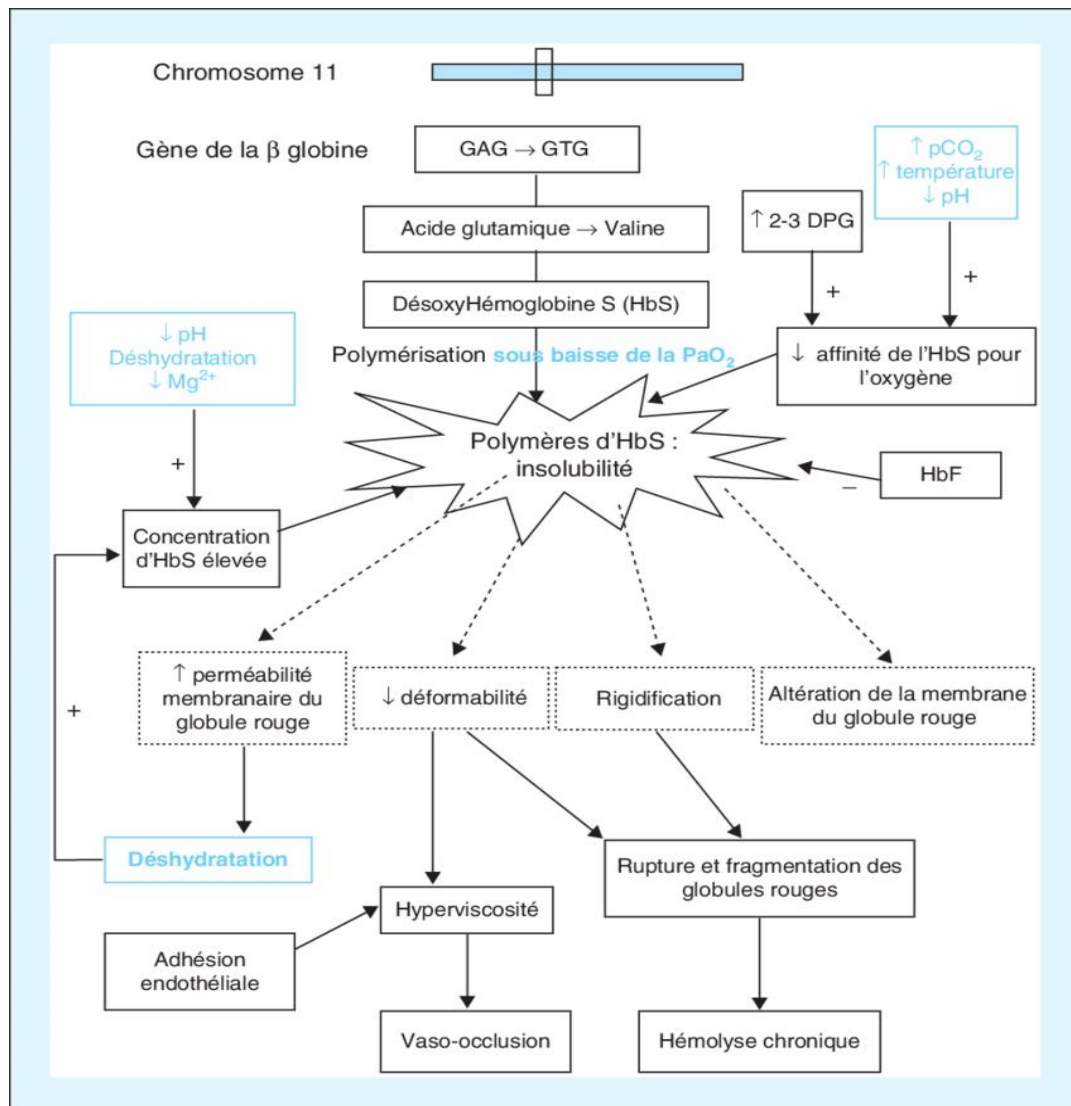 Chromosome 11
Gène de la β globine
GAG → GTG
↑ pCO₂
↑ température
↓ pH
↑ 2-3 DPG
Acide glutamique → Valine
+
+
DésoxyHémoglobine S (HbS)
↓ pH
Déshydratation
↓ Mg²⁺
Polymérisation sous baisse de la PaO₂
↓ affinité de l'HbS pour
l'oxygène
+
Polymères d'HbS :
insolubilité
HbF
–
Concentration
d'HbS élevée
+
↑ perméabilité
membranaire du
globule rouge
↓ déformabilité
Rigidification
Altération de la membrane
du globule rouge
Déshydratation
Rupture et fragmentation des
globules rouges
Hyperviscosité
Adhésion
endothéliale
Vaso-occlusion
Hémolyse chronique